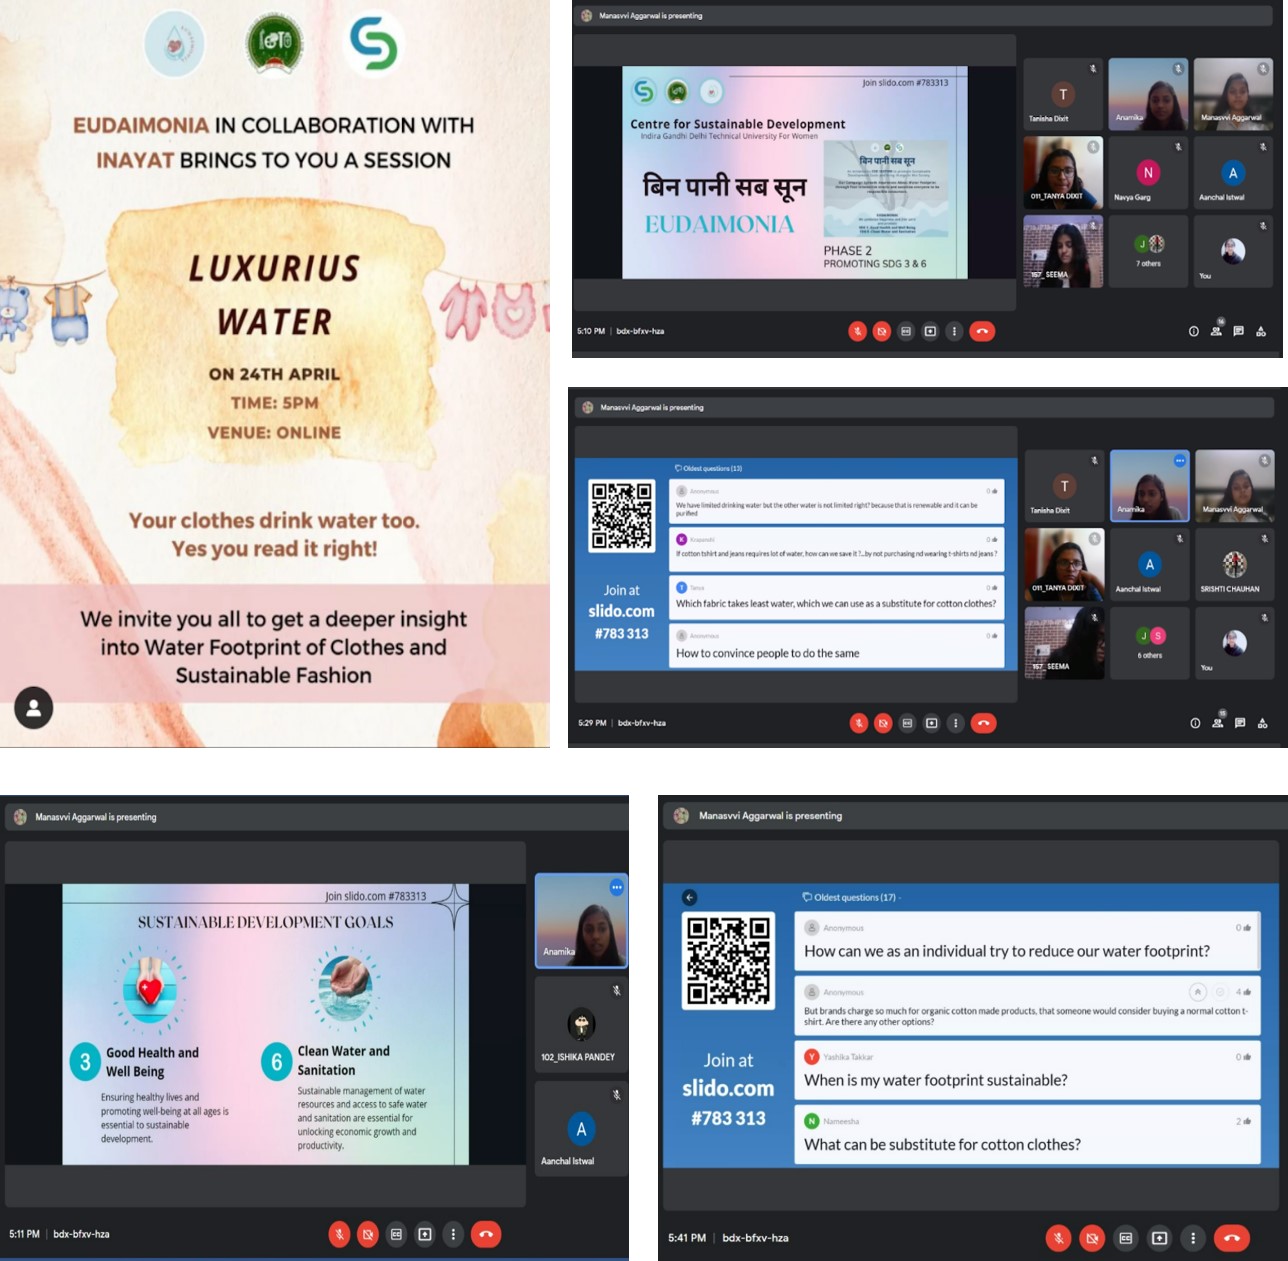 EUDAIMONIA IN COLLABORATION WITH
INAYAT BRINGS TO YOU A SESSION
LUXURIUS
WATER
ON 24TH APRIL
TIME: 5PM
VENUE: ONLINE
Your clothes drink water too.
Yes you read it right!
We invite you all to get a deeper insight
into Water Footprint of Clothes and
Sustainable Fashion
Manasvvi Aggarwal is presenting
Join slido.com #783313
Centre for Sustainable Development
Indira Gandhi Delhi Technical University For Women
बिन पानी सब सून
EUDAIMONIA
बिन पानी सब सून
PHASE 2
PROMOTING SDG 3 & 6
T
Tanisha Dixit
Anamika
Manasvvi Aggarwal
011_TANYA DIXIT
N
Navya Garg
A
Aanchal Istwal
157_SEEMA
J
7 others
You
5:10 PM | bdx-bfxv-hza
Manasvvi Aggarwal is presenting
Oldest questions (13)
Anonymous
0
We have limited drinking water but the other water is not limited right? because that is renewable and it can be
purified
K
0
If cotton tshirt and jeans requires lot of water, how can we save it ?...by not purchasing nd wearing t-shirts nd jeans ?
T
Tanya
0
Which fabric takes least water, which we can use as a substitute for cotton clothes?
Anonymous
0
How to convince people to do the same
Join at
slido.com
#783 313
T
Tanisha Dixit
Anamika
Manasvvi Aggarwal
011_TANYA DIXIT
A
Aanchal Istwal
SRISHTI CHAUHAN
157_SEEMA
J S
6 others
You
5:29 PM | bdx-bfxv-hza
Manasvvi Aggarwal is presenting
Join slido.com #783313
SUSTAINABLE DEVELOPMENT GOALS
3
Good Health and
Well Being
Ensuring healthy lives and
promoting well-being at all ages is
essential to sustainable
development.
6
Clean Water and
Sanitation
Sustainable management of water
resources and access to safe water
and sanitation are essential for
unlocking economic growth and
productivity.
Anamika
102_ISHIKA PANDEY
A
Aanchal Istwal
5:11 PM | bdx-bfxv-hza
Manasvvi Aggarwal is presenting
Oldest questions (17)
Anonymous
0
How can we as an individual try to reduce our water footprint?
Anonymous
4
But brands charge so much for organic cotton made products, that someone would consider buying a normal cotton t-
shirt. Are there any other options?
Y
Yashika Takkar
0
When is my water footprint sustainable?
N
Nameesha
2
What can be substitute for cotton clothes?
Join at
slido.com
#783 313
5:41 PM | bdx-bfxv-hza